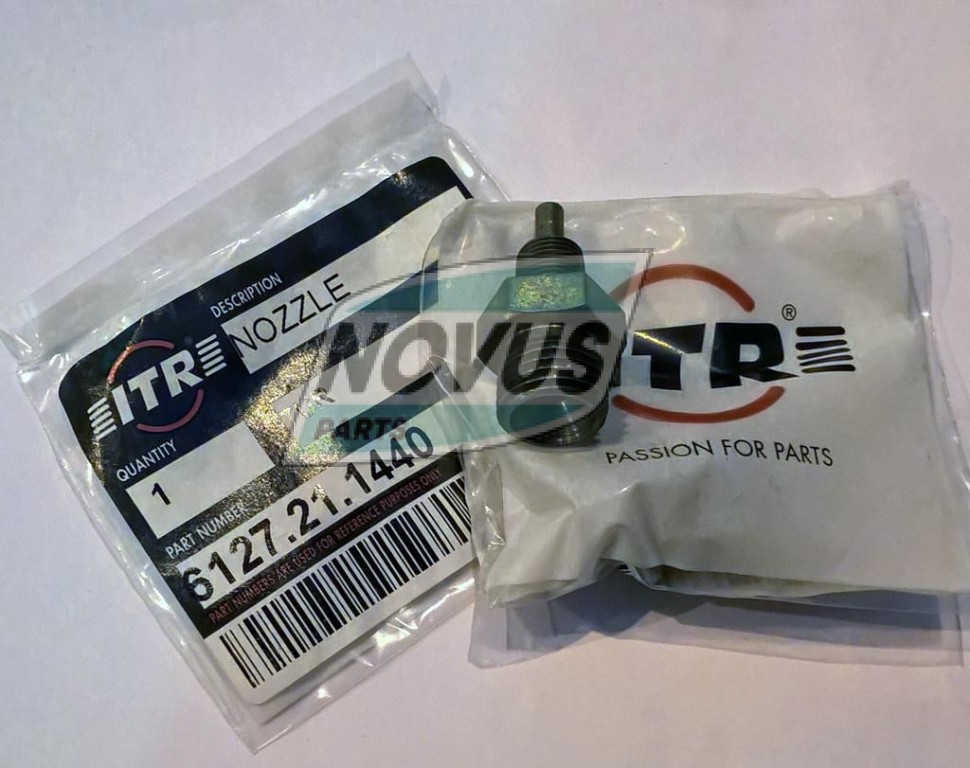 DESCRIPTION
NOZZLE
ITR
QUANTITY
1
PART NUMBER
6127.21.1440
PART NUMBERS ARE USED FOR REFERENCE PURPOSES ONLY
NOVUS
PARTS
ITR®
PASSION FOR PARTS